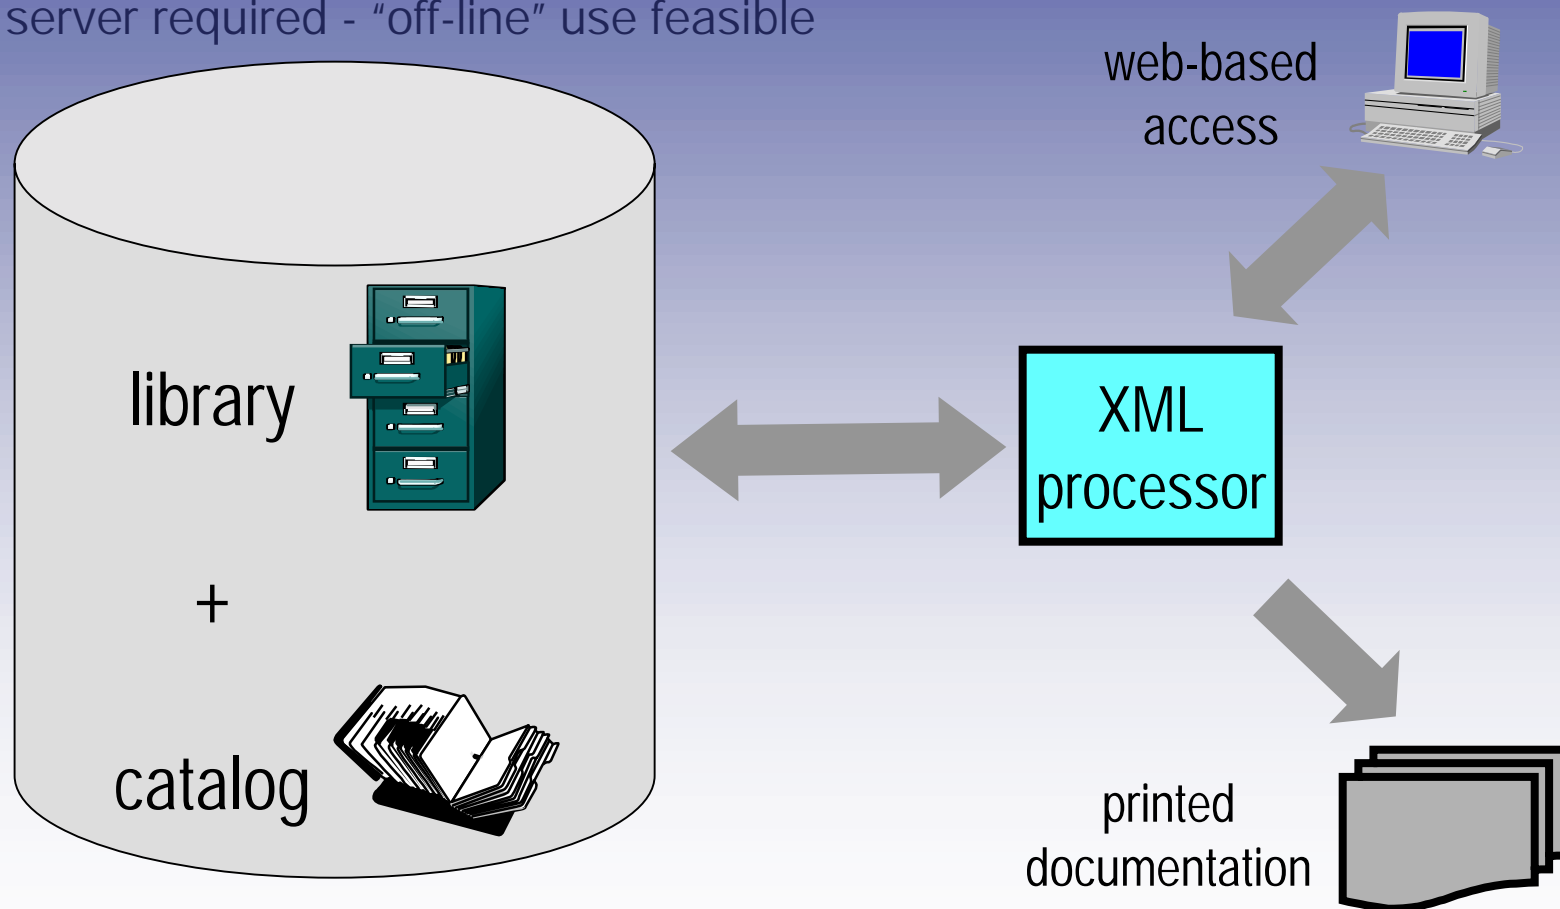 server required - “off-line” use feasible
web-based
access
library
XML
processor
+
catalog
printed
documentation